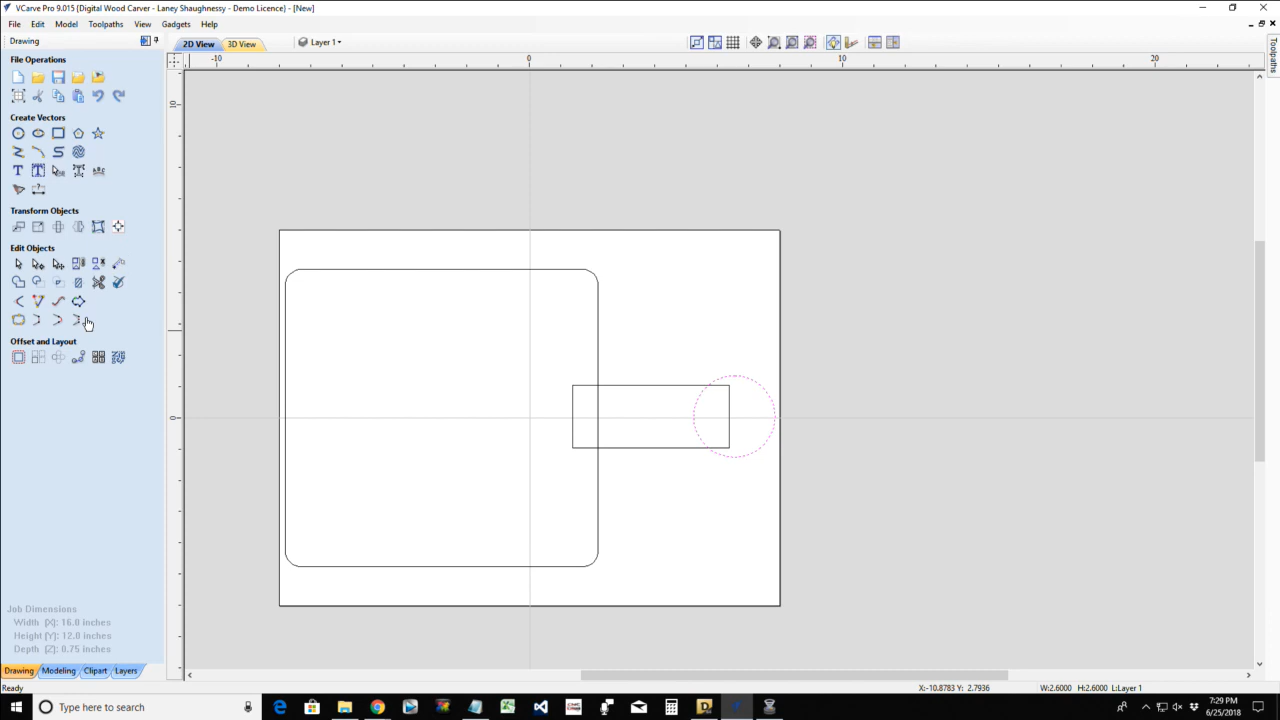 VCarve Pro 9.015 {Digital Wood Carver - Laney Shaughnessy - Demo Licence} - [New]
File Edit Model Toolpaths View Gadgets Help
Drawing
2D View 3D View Layer 1
Toolpaths
-10 0 10 20
10
0
File Operations
Create Vectors
Transform Objects
Edit Objects
Offset and Layout
Job Dimensions
Width (X): 16.0 inches
Height (Y): 12.0 inches
Depth (Z): 0.75 inches
Drawing Modeling Clipart Layers
Ready
X:-10.8783 Y: 2.7936
W:2.6000 H:2.6000 L:Layer 1
Type here to search
7:29 PM
6/25/2018